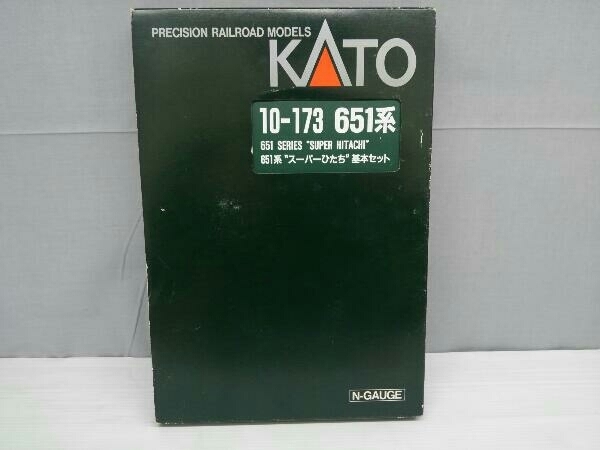 PRECISION RAILROAD MODELS
KATO
10-173 651系
651 SERIES "SUPER HITACHI"
651系 "スーパーひたち" 基本セット
N-GAUGE